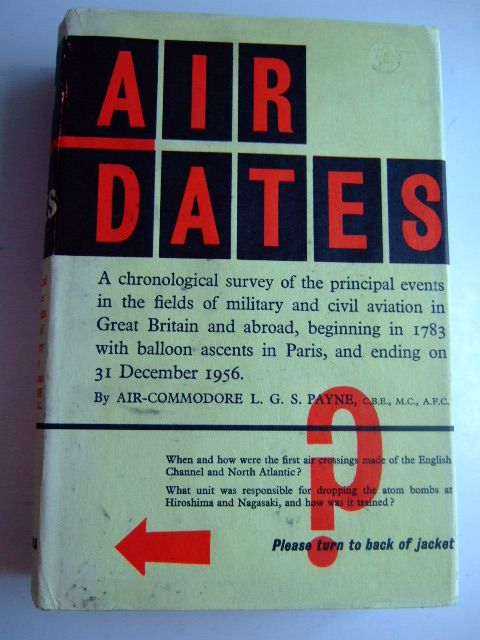 AIR
DATES
A chronological survey of the principal events
in the fields of military and civil aviation in
Great Britain and abroad, beginning in 1783
with balloon ascents in Paris, and ending on
31 December 1956.
By AIR-COMMODORE L. G. S. PAYNE, C.B.E., M.C., A.F.C.
?
When and how were the first air crossings made of the English
Channel and North Atlantic?
What unit was responsible for dropping the atom bombs at
Hiroshima and Nagasaki, and how was it trained?
Please turn to back of jacket